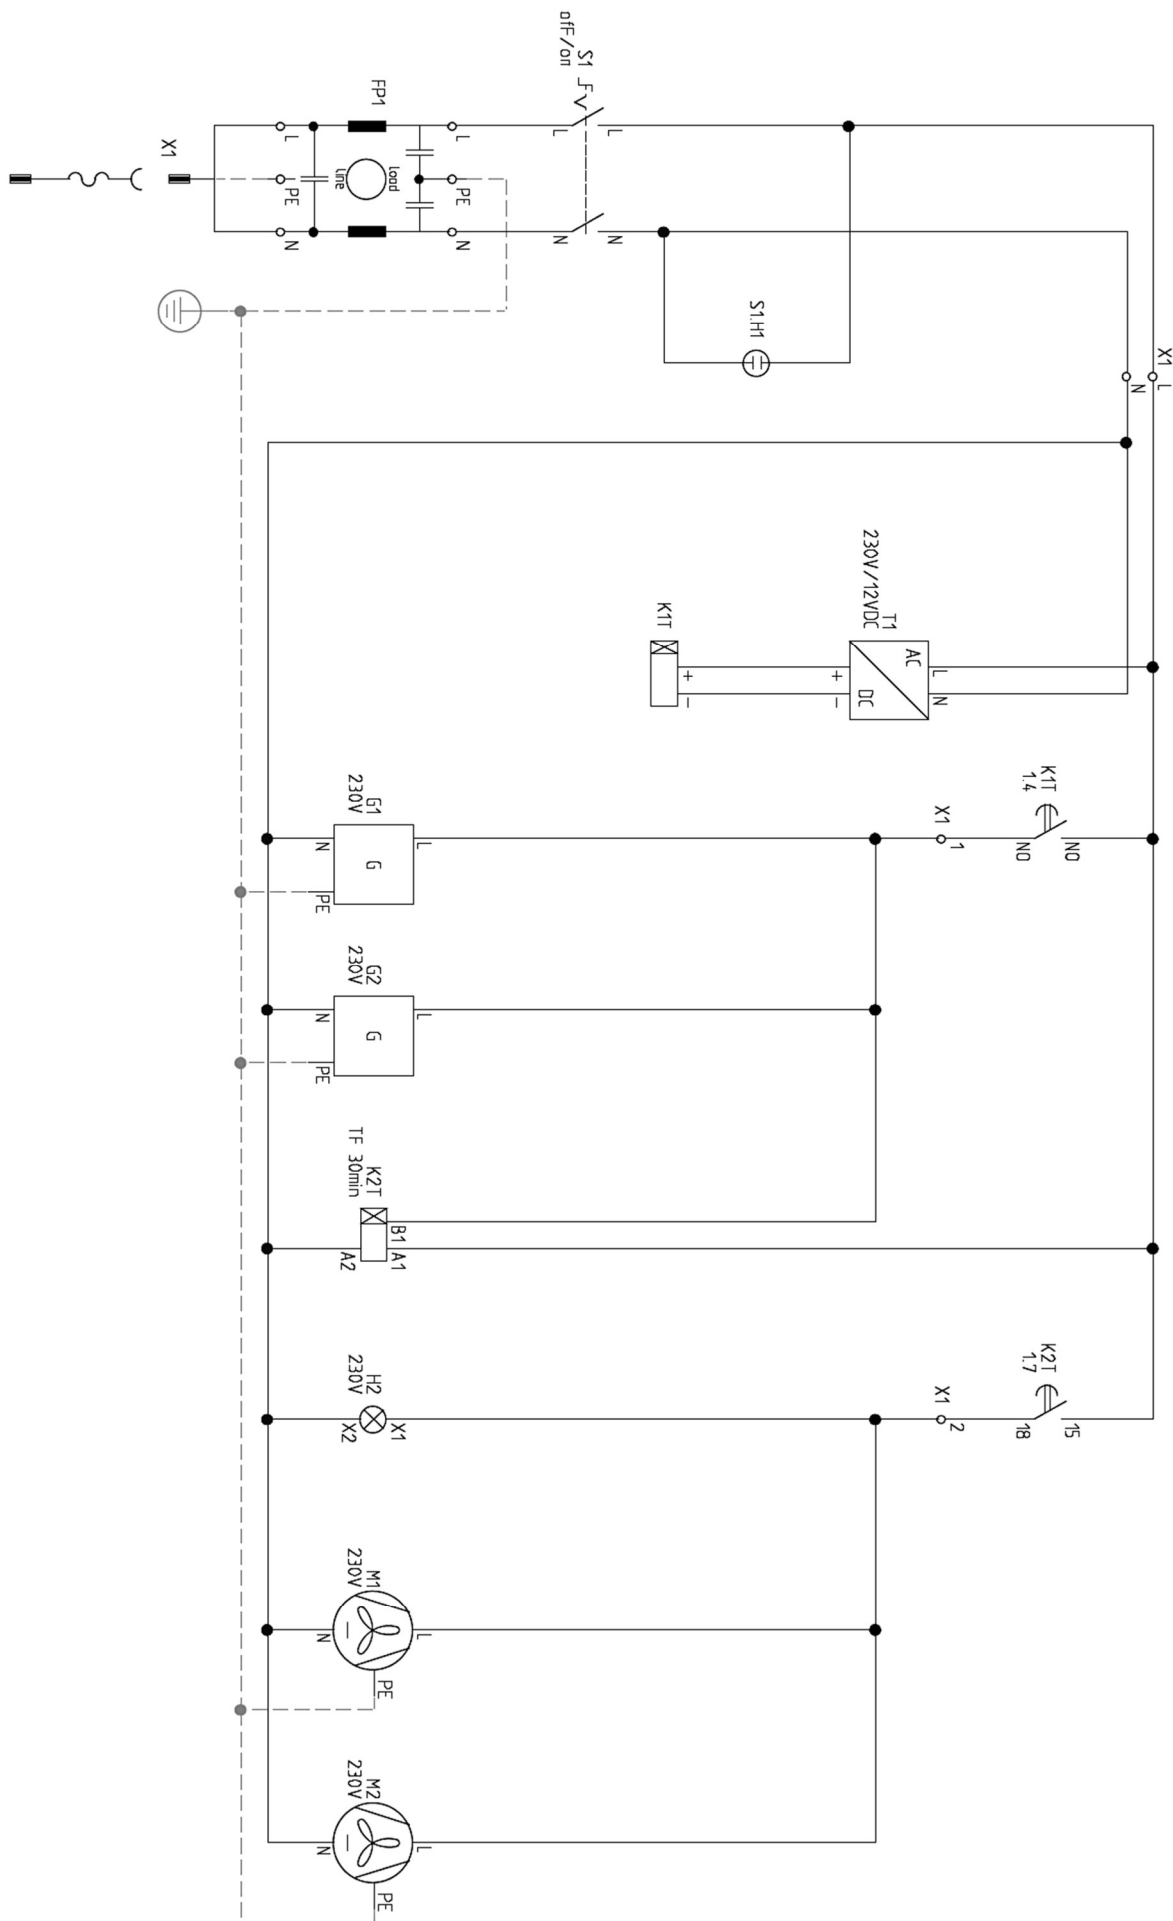 X1
L
PE
N
FP1
Line
Load
L
PE
N
S1
off/on
L
N
L
N
S1.H1
X1
L
N
T1
230V/12VDC
AC
DC
L
N
+
-
K1T
+
-
K1T
1.4
NO
NO
X1
1
G1
230V
G
L
N
PE
G2
230V
G
L
N
PE
K2T
TF 30min
B1
A1
A2
K2T
1.7
15
18
X1
2
H2
230V
X1
X2
M1
230V
L
N
PE
M2
230V
L
N
PE